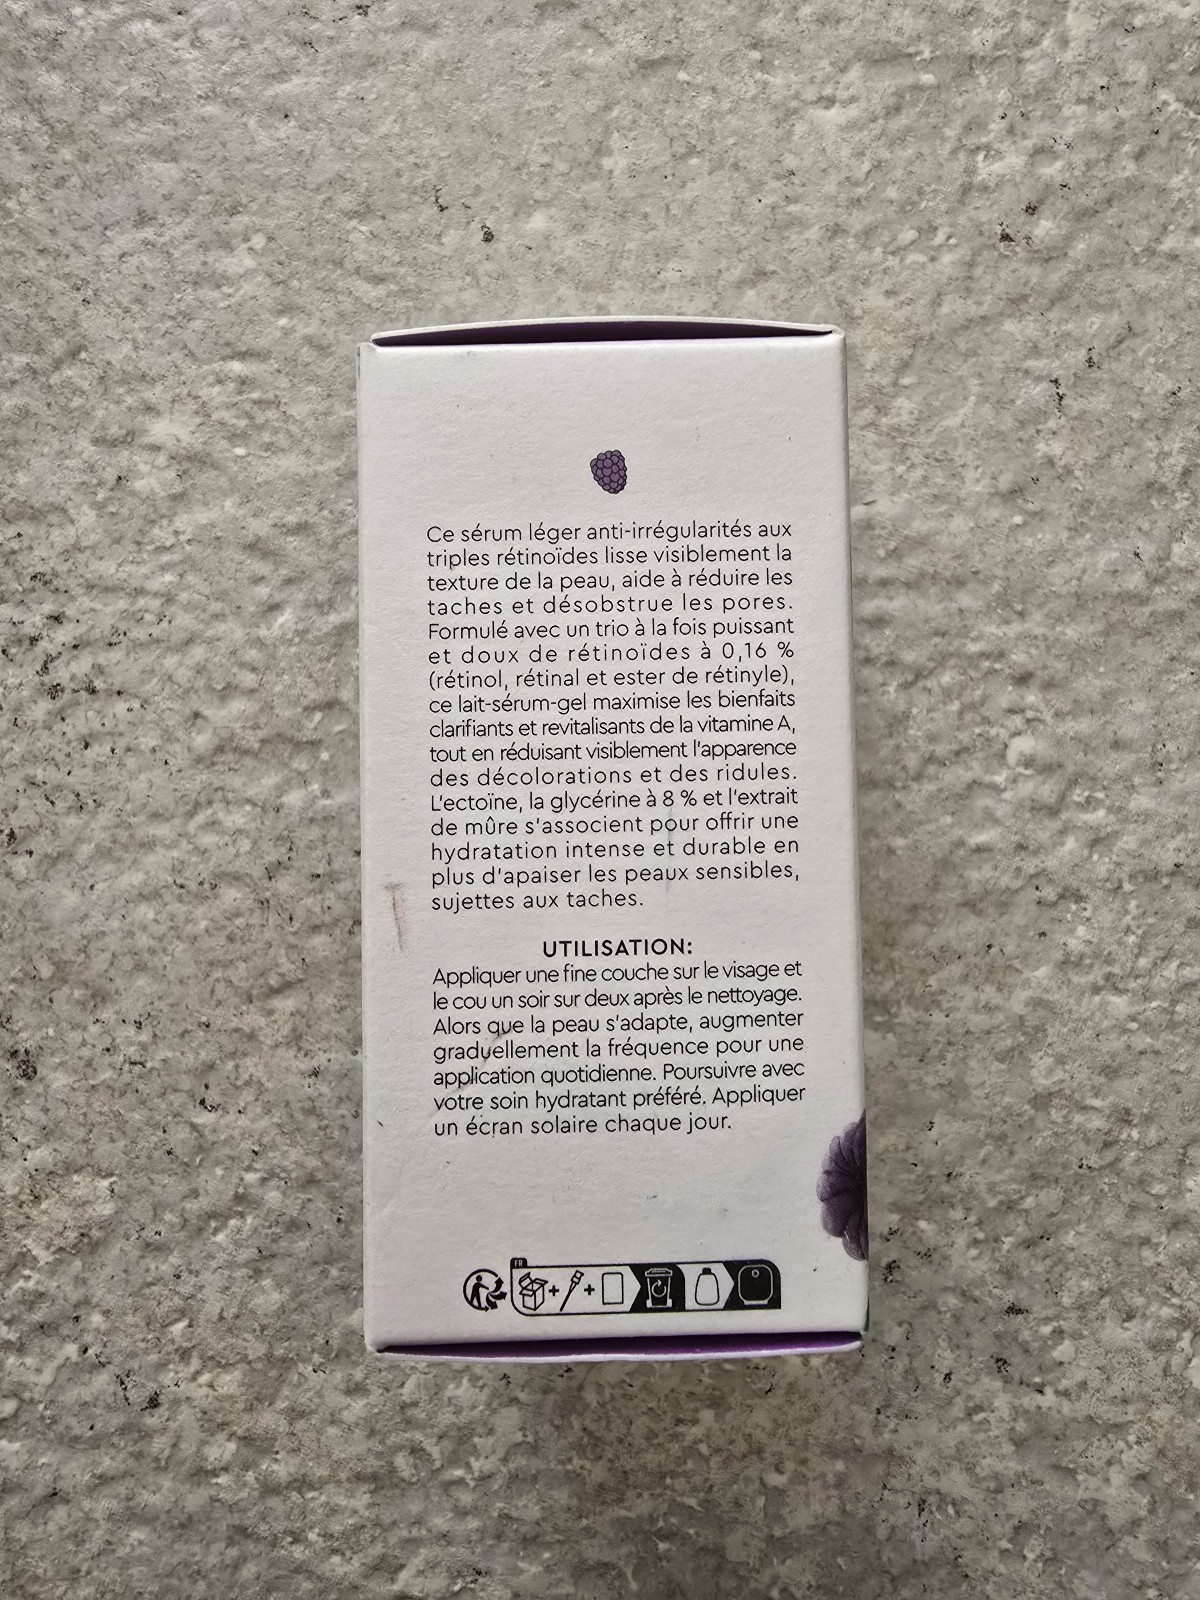 Ce sérum léger anti-irrégularités aux
triples rétinoïdes lisse visiblement la
texture de la peau, aide à réduire les
taches et désobstrue les pores.
Formulé avec un trio à la fois puissant
et doux de rétinoïdes à 0,16 %
(rétinol, rétinal et ester de rétinyle),
ce lait-sérum-gel maximise les bienfaits
clarifiants et revitalisants de la vitamine A,
tout en réduisant visiblement l'apparence
des décolorations et des ridules.
L'ectoïne, la glycérine à 8 % et l'extrait
de mûre s'associent pour offrir une
hydratation intense et durable en
plus d'apaiser les peaux sensibles,
sujettes aux taches.
UTILISATION:
Appliquer une fine couche sur le visage et
le cou un soir sur deux après le nettoyage.
Alors que la peau s'adapte, augmenter
graduellement la fréquence pour une
application quotidienne. Poursuivre avec
votre soin hydratant préféré. Appliquer
un écran solaire chaque jour.
FR